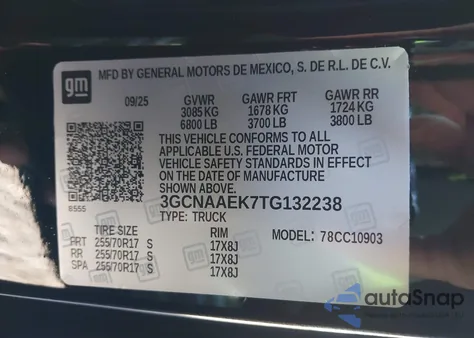 gm
MFD BY GENERAL MOTORS DE MEXICO, S. DE R.L. DE C.V.
09/25 GVWR GAWR FRT GAWR RR
3085 KG 1678 KG 1724 KG
6800 LB 3700 LB 3800 LB
THIS VEHICLE CONFORMS TO ALL
APPLICABLE U.S. FEDERAL MOTOR
VEHICLE SAFETY STANDARDS IN EFFECT
ON THE DATE OF MANUFACTURE
SHOWN ABOVE.
3GCNAAEK7TG132238
TYPE: TRUCK
TIRE SIZE RIM MODEL: 78CC10903
FRT 255/70R17 S 17X8J
RR 255/70R17 S 17X8J
SPA 255/70R17 S 17X8J
autoSnap